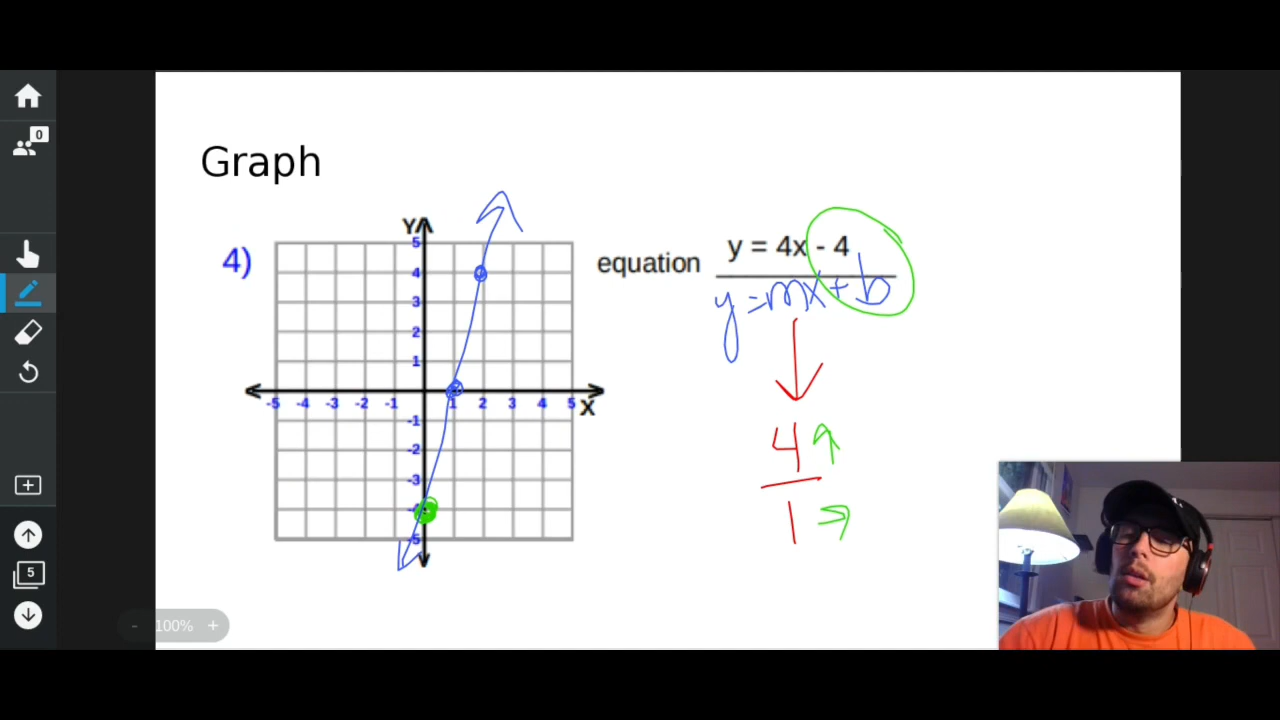 0
Graph
4)
Y
5
4
3
2
1
-5 -4 -3 -2 -1 1 2 3 4 5 X
-1
-2
-3
-5
equation y = 4x - 4
y = mx + b
4
1
5
- 100% +